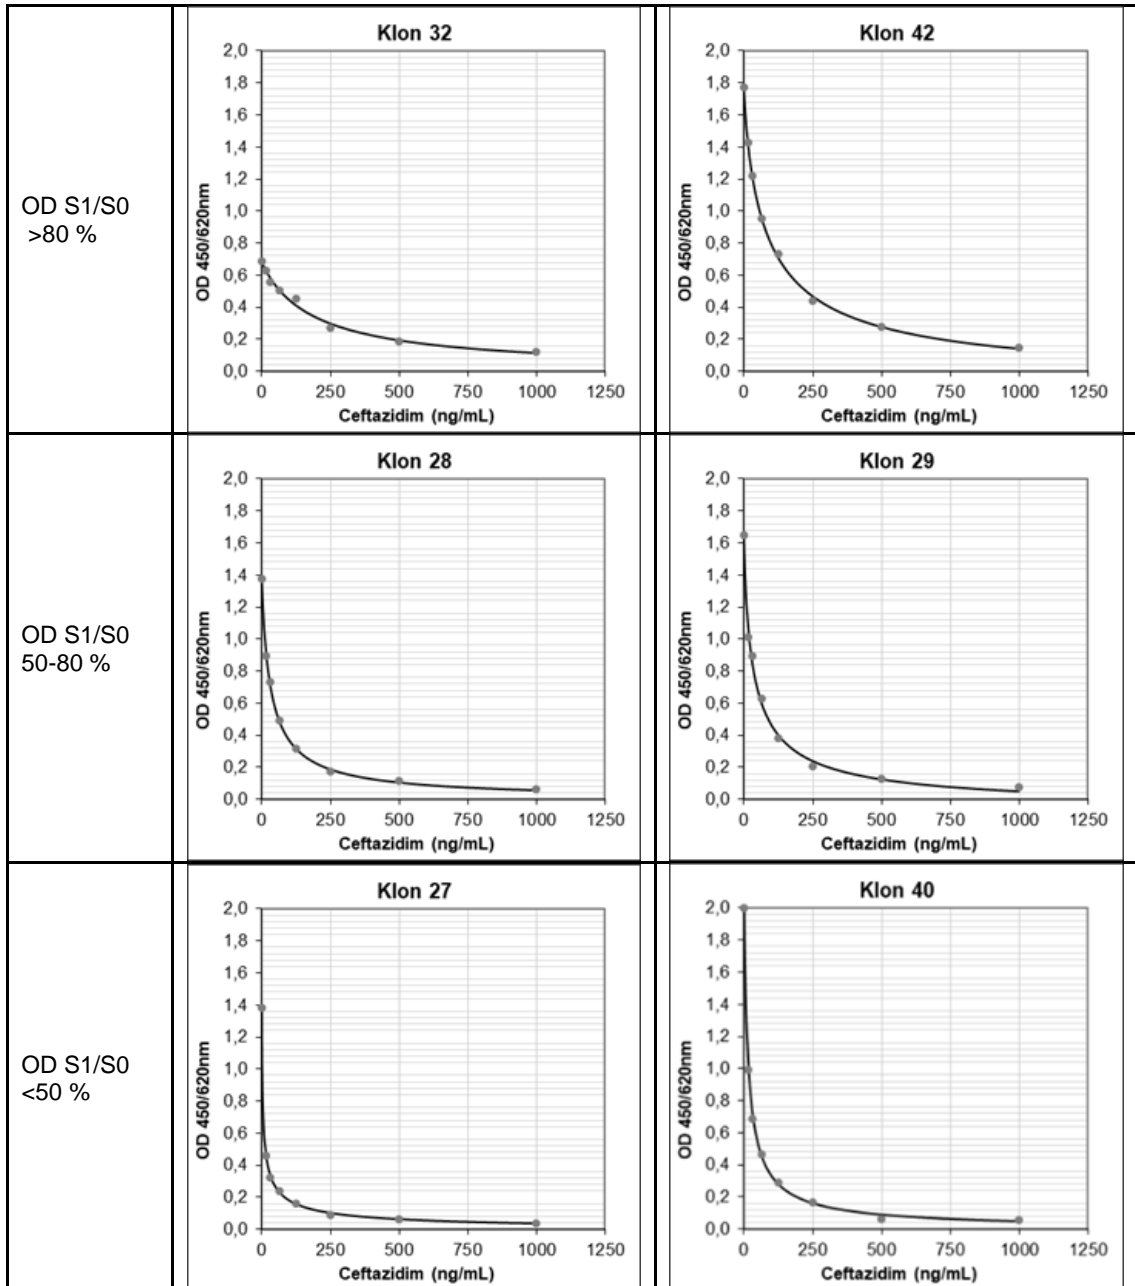 OD S1/S0
>80 %
Klon 32
2,0
1,8
1,6
1,4
1,2
1,0
0,8
0,6
0,4
0,2
0,0
OD 450/620nm
0 250 500 750 1000 1250
Ceftazidim (ng/mL)
Klon 42
2,0
1,8
1,6
1,4
1,2
1,0
0,8
0,6
0,4
0,2
0,0
OD 450/620nm
0 250 500 750 1000 1250
Ceftazidim (ng/mL)
OD S1/S0
50-80 %
Klon 28
2,0
1,8
1,6
1,4
1,2
1,0
0,8
0,6
0,4
0,2
0,0
OD 450/620nm
0 250 500 750 1000 1250
Ceftazidim (ng/mL)
Klon 29
2,0
1,8
1,6
1,4
1,2
1,0
0,8
0,6
0,4
0,2
0,0
OD 450/620nm
0 250 500 750 1000 1250
Ceftazidim (ng/mL)
OD S1/S0
<50 %
Klon 27
2,0
1,8
1,6
1,4
1,2
1,0
0,8
0,6
0,4
0,2
0,0
OD 450/620nm
0 250 500 750 1000 1250
Ceftazidim (ng/mL)
Klon 40
2,0
1,8
1,6
1,4
1,2
1,0
0,8
0,6
0,4
0,2
0,0
OD 450/620nm
0 250 500 750 1000 1250
Ceftazidim (ng/mL)